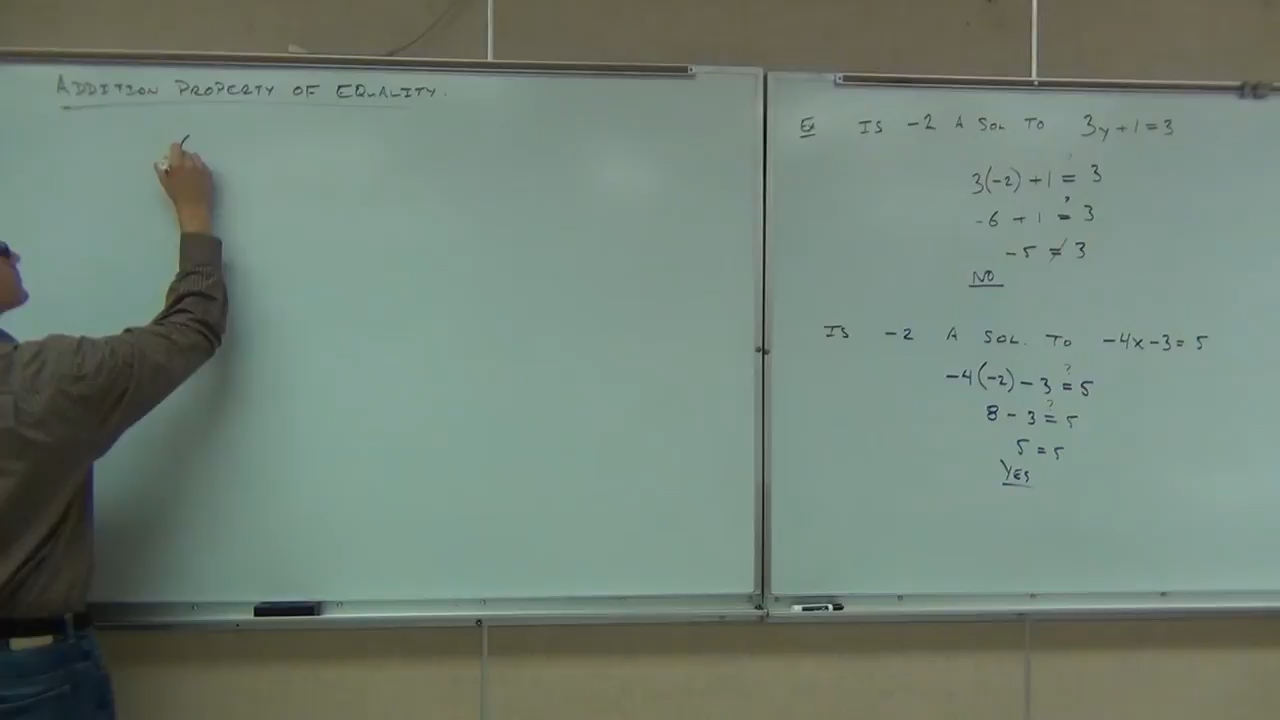 ADDITION PROPERTY OF EQUALITY.
Ex IS -2 A SOL TO 3y+1=3
3(-2)+1 ?= 3
-6 + 1 ?= 3
-5 ≠ 3
NO
IS -2 A SOL. TO -4x-3=5
-4(-2)-3 ?= 5
8-3 ?= 5
5=5
YES